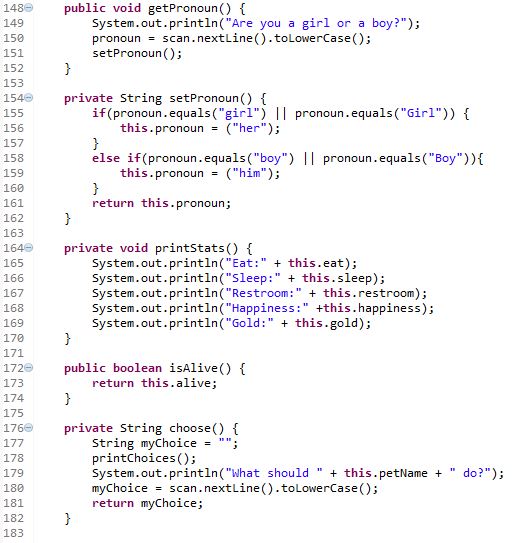 148 public void getPronoun() {
149 System.out.println("Are you a girl or a boy?");
150 pronoun = scan.nextLine().toLowerCase();
151 setPronoun();
152 }
153
154 private String setPronoun() {
155 if(pronoun.equals("girl") || pronoun.equals("Girl")) {
156 this.pronoun = ("her");
157 }
158 else if(pronoun.equals("boy") || pronoun.equals("Boy")){
159 this.pronoun = ("him");
160 }
161 return this.pronoun;
162 }
163
164 private void printStats() {
165 System.out.println("Eat:" + this.eat);
166 System.out.println("Sleep:" + this.sleep);
167 System.out.println("Restroom:" + this.restroom);
168 System.out.println("Happiness:" +this.happiness);
169 System.out.println("Gold:" + this.gold);
170 }
171
172 public boolean isAlive() {
173 return this.alive;
174 }
175
176 private String choose() {
177 String myChoice = "";
178 printChoices();
179 System.out.println("What should " + this.petName + " do?");
180 myChoice = scan.nextLine().toLowerCase();
181 return myChoice;
182 }
183